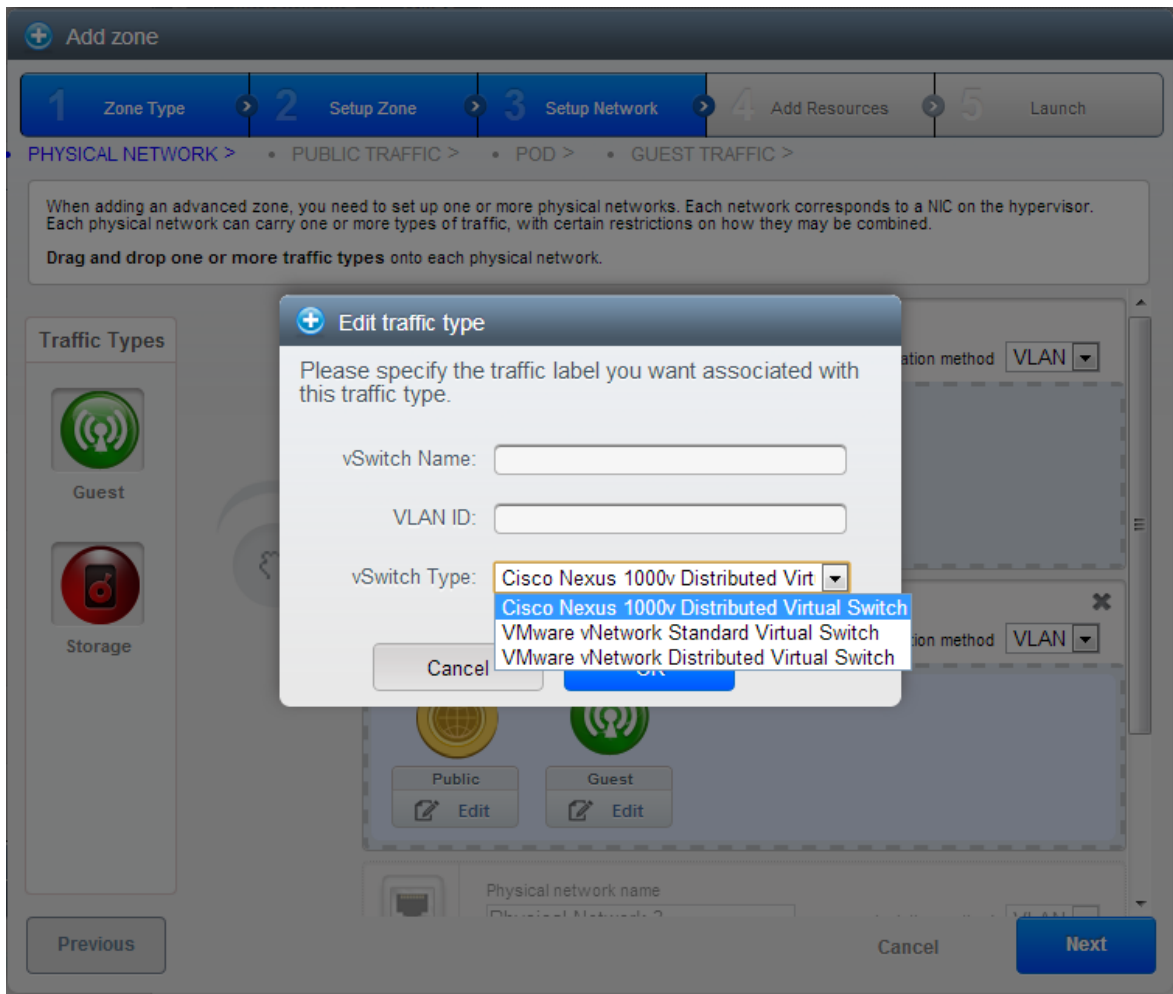 Add zone
1 Zone Type
2 Setup Zone
3 Setup Network
4 Add Resources
5 Launch
• PHYSICAL NETWORK > • PUBLIC TRAFFIC > • POD > • GUEST TRAFFIC >
When adding an advanced zone, you need to set up one or more physical networks. Each network corresponds to a NIC on the hypervisor.
Each physical network can carry one or more types of traffic, with certain restrictions on how they may be combined.
Drag and drop one or more traffic types onto each physical network.
Traffic Types
Guest
Storage
ation method VLAN
Edit traffic type
Please specify the traffic label you want associated with
this traffic type.
vSwitch Name:
VLAN ID:
vSwitch Type: Cisco Nexus 1000v Distributed Virt
Cisco Nexus 1000v Distributed Virtual Switch
VMware vNetwork Standard Virtual Switch
VMware vNetwork Distributed Virtual Switch
Cancel OK
tion method VLAN
Public
Edit
Guest
Edit
Physical network name
Physical Network 3
VLAN
Previous
Cancel
Next